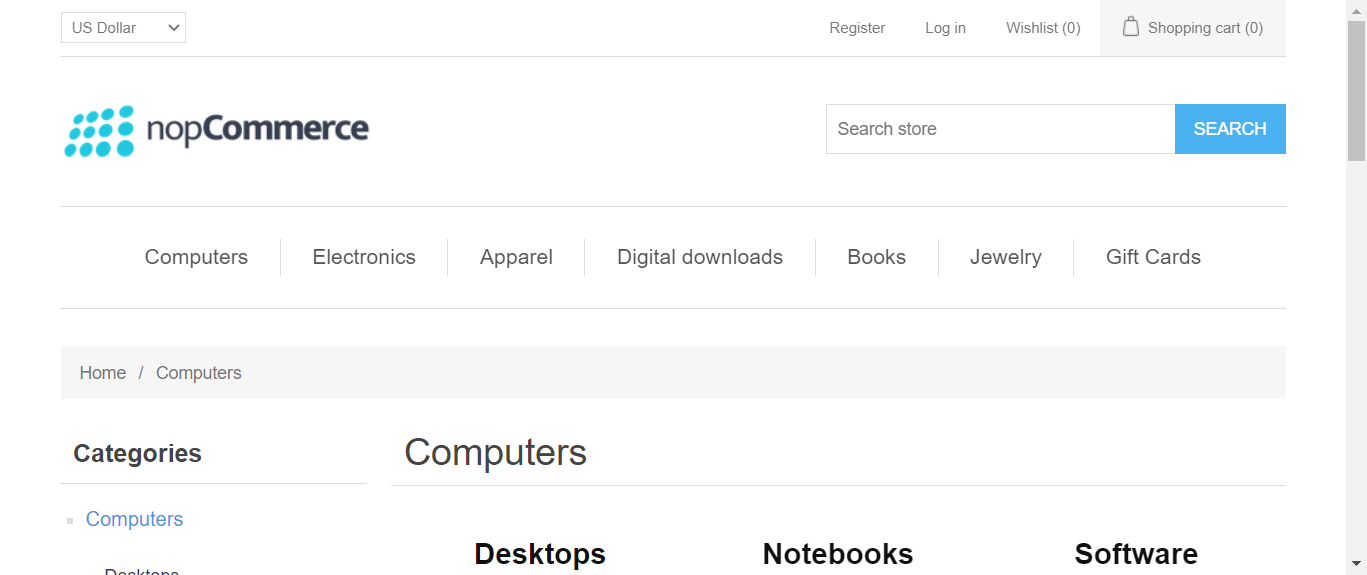 US Dollar
Register Log in Wishlist (0) Shopping cart (0)
nopCommerce
Search store SEARCH
Computers Electronics Apparel Digital downloads Books Jewelry Gift Cards
Home / Computers
Categories
Computers
Computers
Desktops
Desktops Notebooks Software